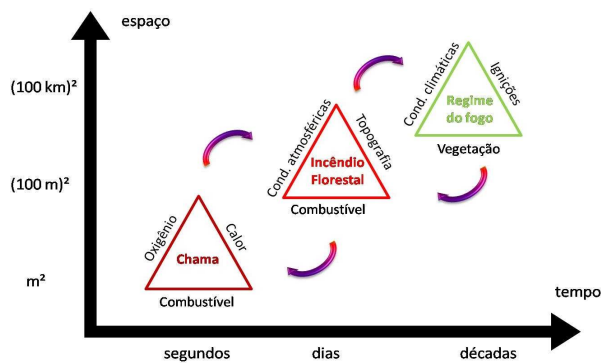 espaço
(100 km)²
(100 m)²
m²
Cond. climáticas
Ignições
Regime
do fogo
Vegetação
Cond. atmosféricas
Topografia
Incêndio
Florestal
Combustível
Oxigênio
Calor
Chama
Combustível
tempo
segundos
dias
décadas